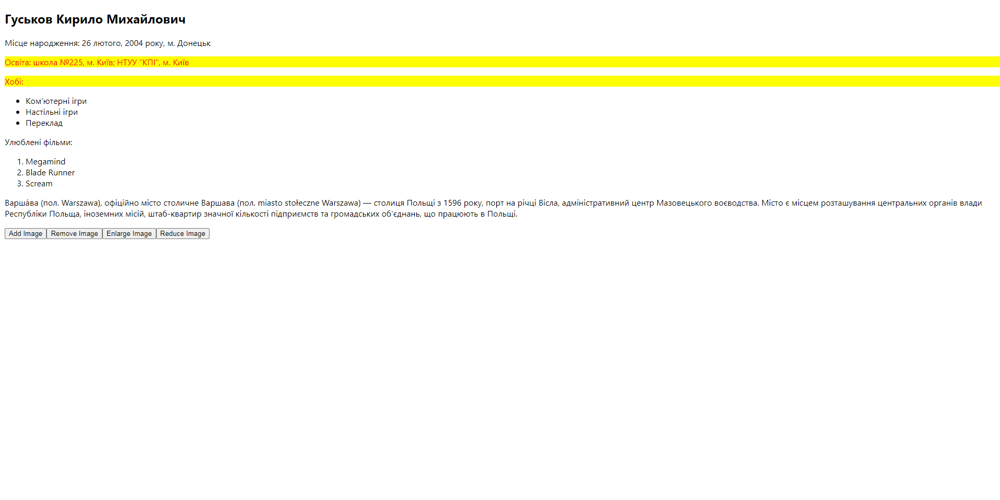 Гуськов Кирило Михайлович
Місце народження: 26 лютого, 2004 року, м. Донецьк
Освіта: школа №225, м. Київ; НТУУ "КПІ", м. Київ
Хобі:
Ком'ютерні ігри
Настільні ігри
Переклад
Улюблені фільми:
1. Megamind
2. Blade Runner
3. Scream
Варша́ва (пол. Warszawa), офіційно місто столичне Варшава (пол. miasto stołeczne Warszawa) — столиця Польщі з 1596 року, порт на річці Вісла, адміністративний центр Мазовецького воєводства. Місто є місцем розташування центральних органів влади
Республіки Польща, іноземних місій, штаб-квартир значної кількості підприємств та громадських об'єднань, що працюють в Польщі.
Add Image Remove Image Enlarge Image Reduce Image